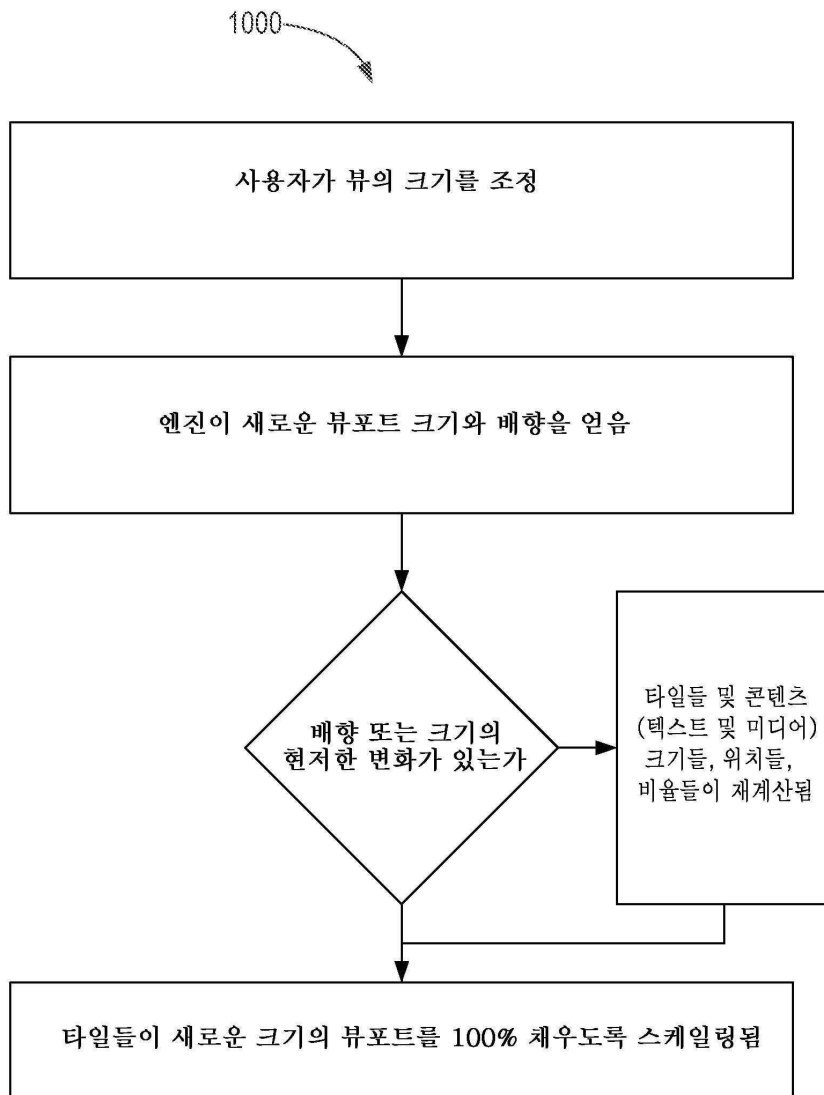 1000
사용자가 뷰의 크기를 조정
엔진이 새로운 뷰포트 크기와 배향을 얻음
배향 또는 크기의
현저한 변화가 있는가
타일들 및 콘텐츠
(텍스트 및 미디어)
크기들, 위치들,
비율들이 재계산됨
타일들이 새로운 크기의 뷰포트를 100% 채우도록 스케일링됨